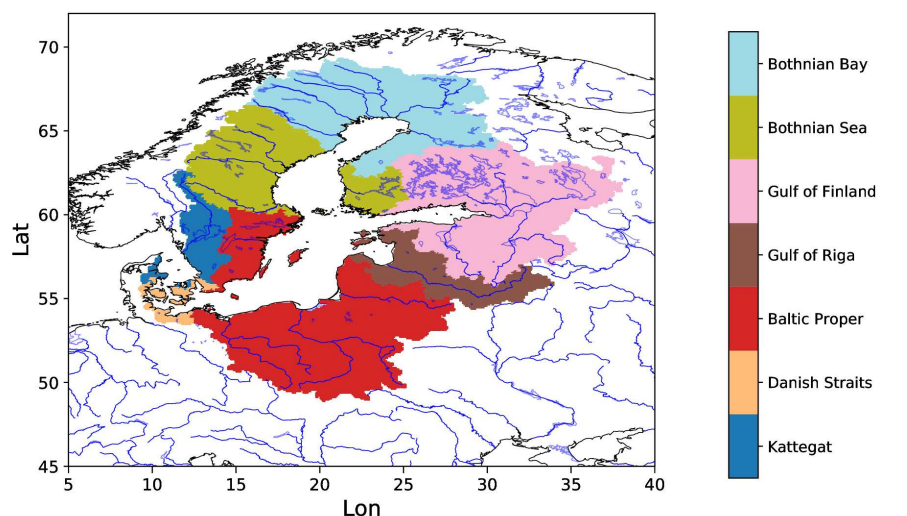 70
65
60
55
50
45
5
10
15
20
25
30
35
40
Lat
Lon
Bothnian Bay
Bothnian Sea
Gulf of Finland
Gulf of Riga
Baltic Proper
Danish Straits
Kattegat